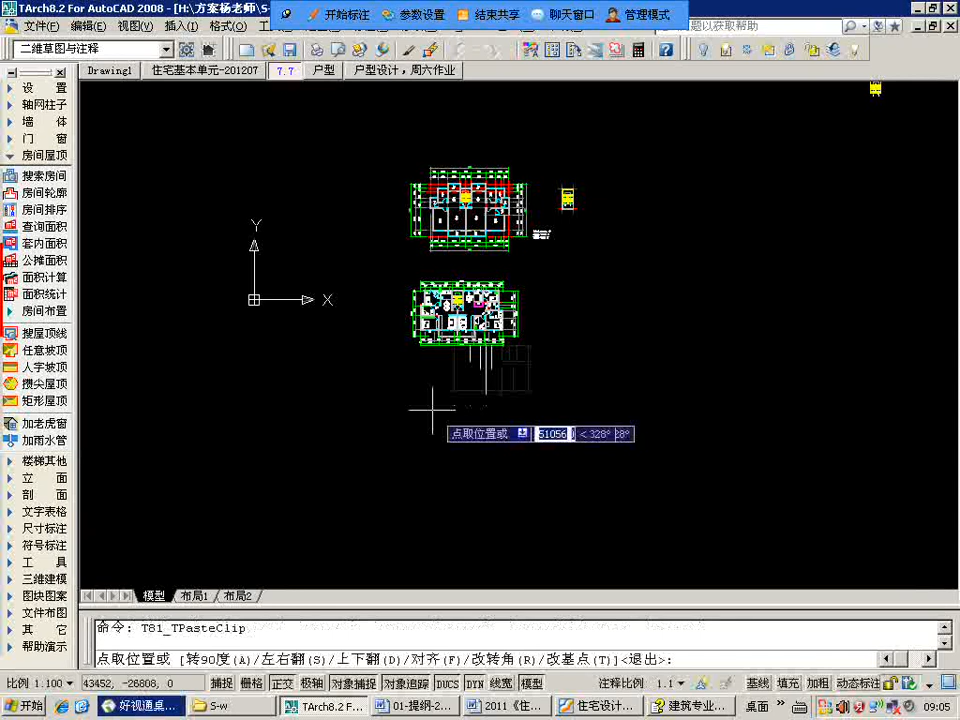 TArch8.2 For AutoCAD 2008 - [H:\方案杨老师\S-
开始标注 参数设置 结束共享 聊天窗口 管理模式
文件(F) 编辑(E) 视图(V) 插入(I) 格式(O)
题以获取帮助
二维草图与注释
Drawing1 住宅基本单元-201207 7.7 户型 户型设计，周六作业
设 置
轴网柱子
墙 体
门 窗
房间屋顶
搜索房间
房间轮廓
房间排序
查询面积
套内面积
公摊面积
面积计算
面积统计
房间布置
搜屋顶线
任意坡顶
人字坡顶
攒尖屋顶
矩形屋顶
加老虎窗
加雨水管
楼梯其他
立 面
剖 面
文字表格
尺寸标注
符号标注
工 具
三维建模
图块图案
文件布图
其 它
帮助演示
Y
X
点取位置或 51056 < 328°
模型 布局1 布局2
命令: T81_TPasteClip
点取位置或 [转90度(A)/左右翻(S)/上下翻(D)/对齐(F)/改转角(R)/改基点(T)]<退出>:
比例 1:100 43452, -26808, 0 捕捉 栅格 正交 极轴 对象捕捉 对象追踪 DUCS DYN 线宽 模型 注释比例: 1:1 基线 填充 加粗 动态标注
开始 好视通桌... S-w TArch8.2 F... 01-提纲-2... 2011《住... 住宅设计... 建筑专业... 桌面 09:05